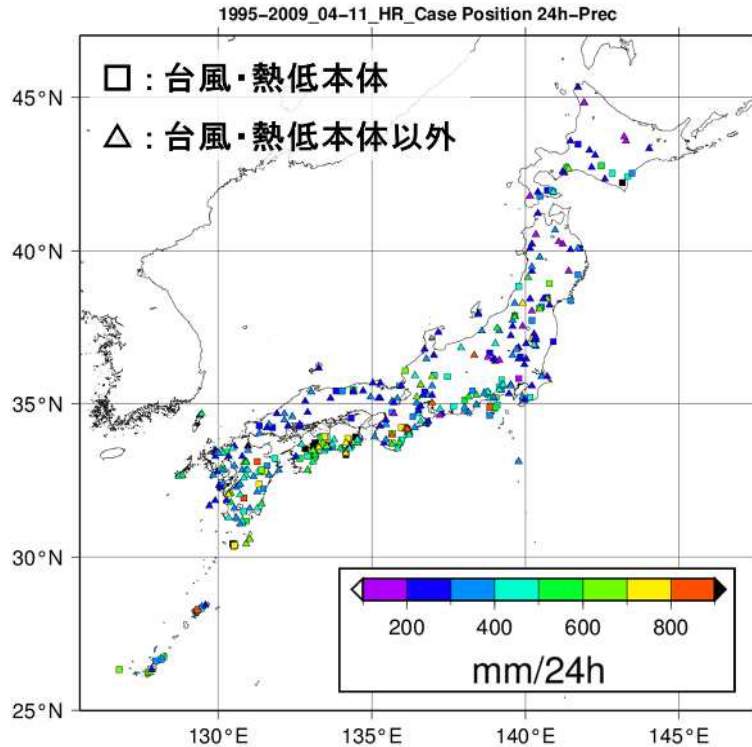 1995-2009_04-11_HR_Case Position 24h-Prec
□ : 台風・熱低本体
△ : 台風・熱低本体以外
45°N
40°N
35°N
30°N
25°N
130°E 135°E 140°E 145°E
200 400 600 800
mm/24h